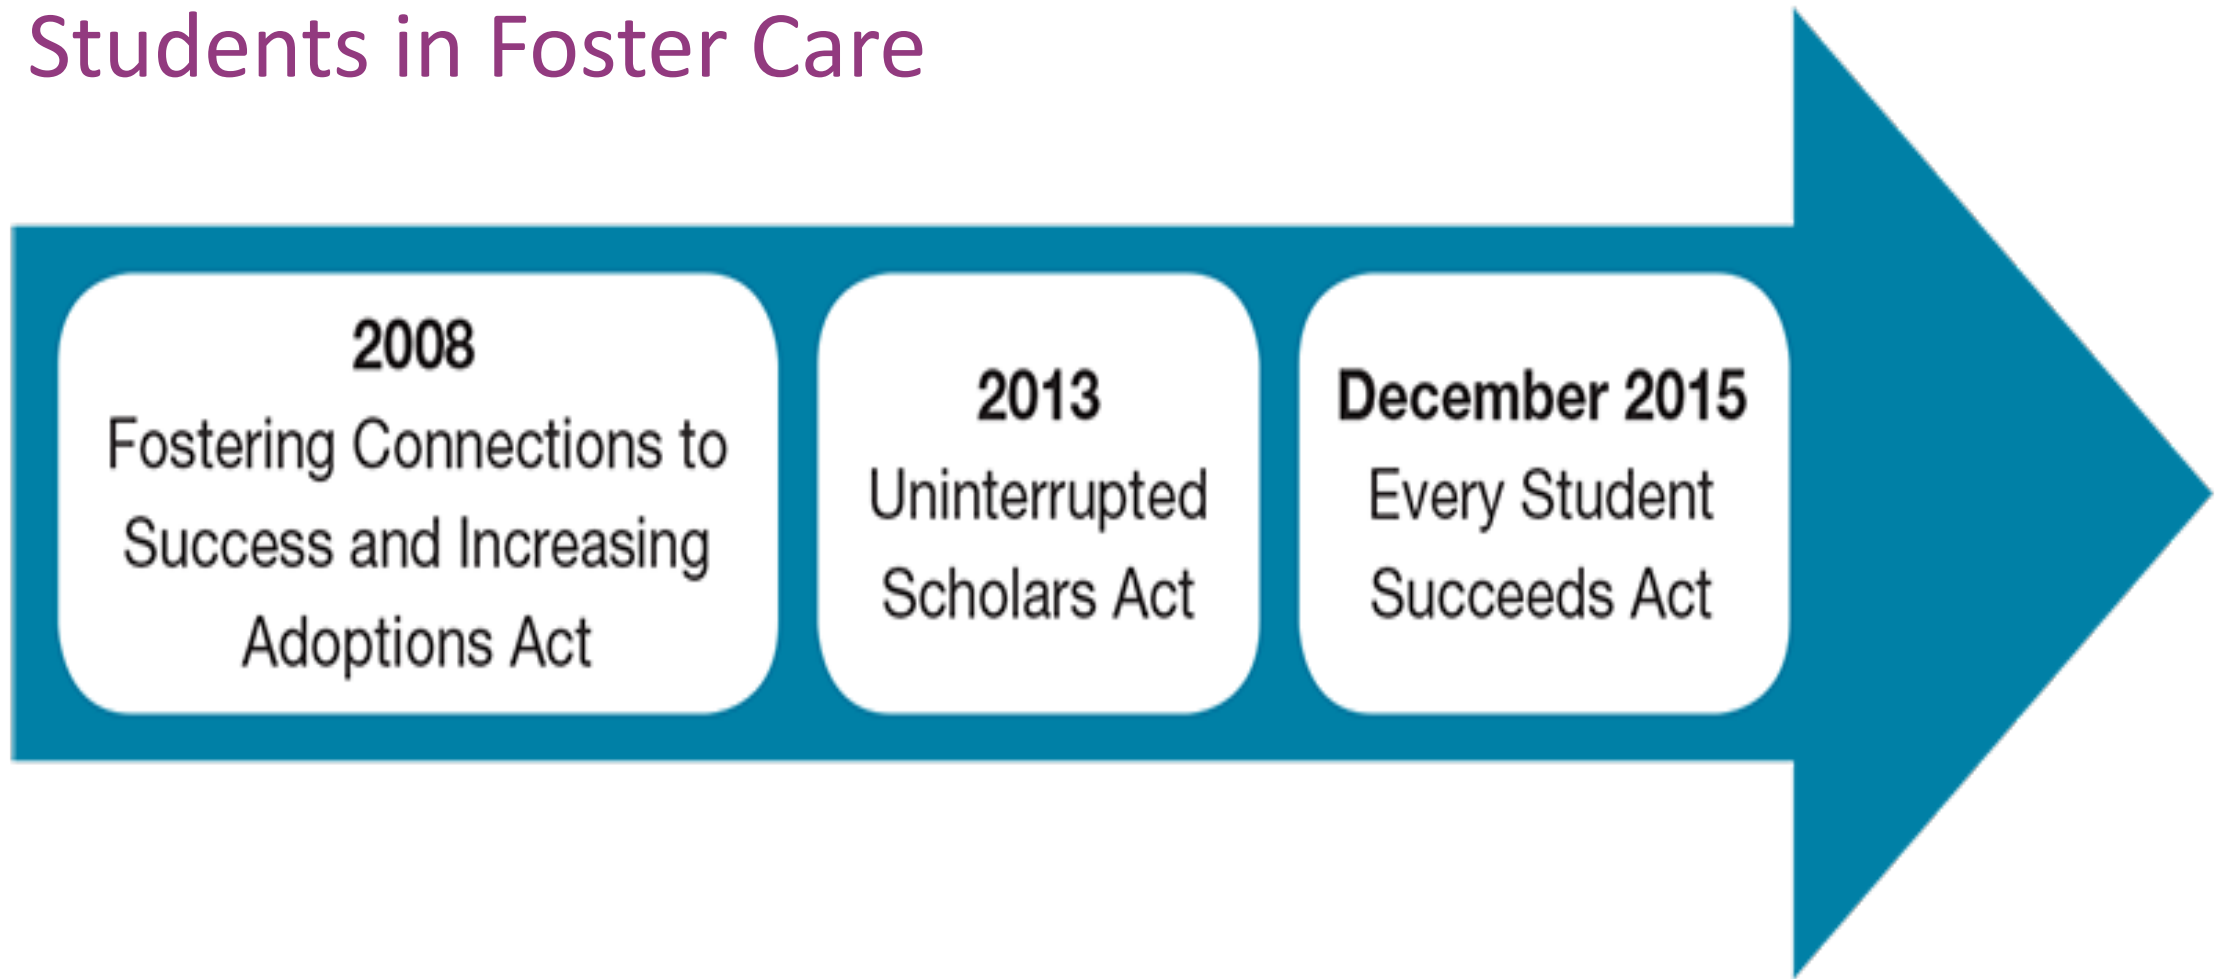 Students in Foster Care
2008
Fostering Connections to
Success and Increasing
Adoptions Act
2013
Uninterrupted
Scholars Act
December 2015
Every Student
Succeeds Act